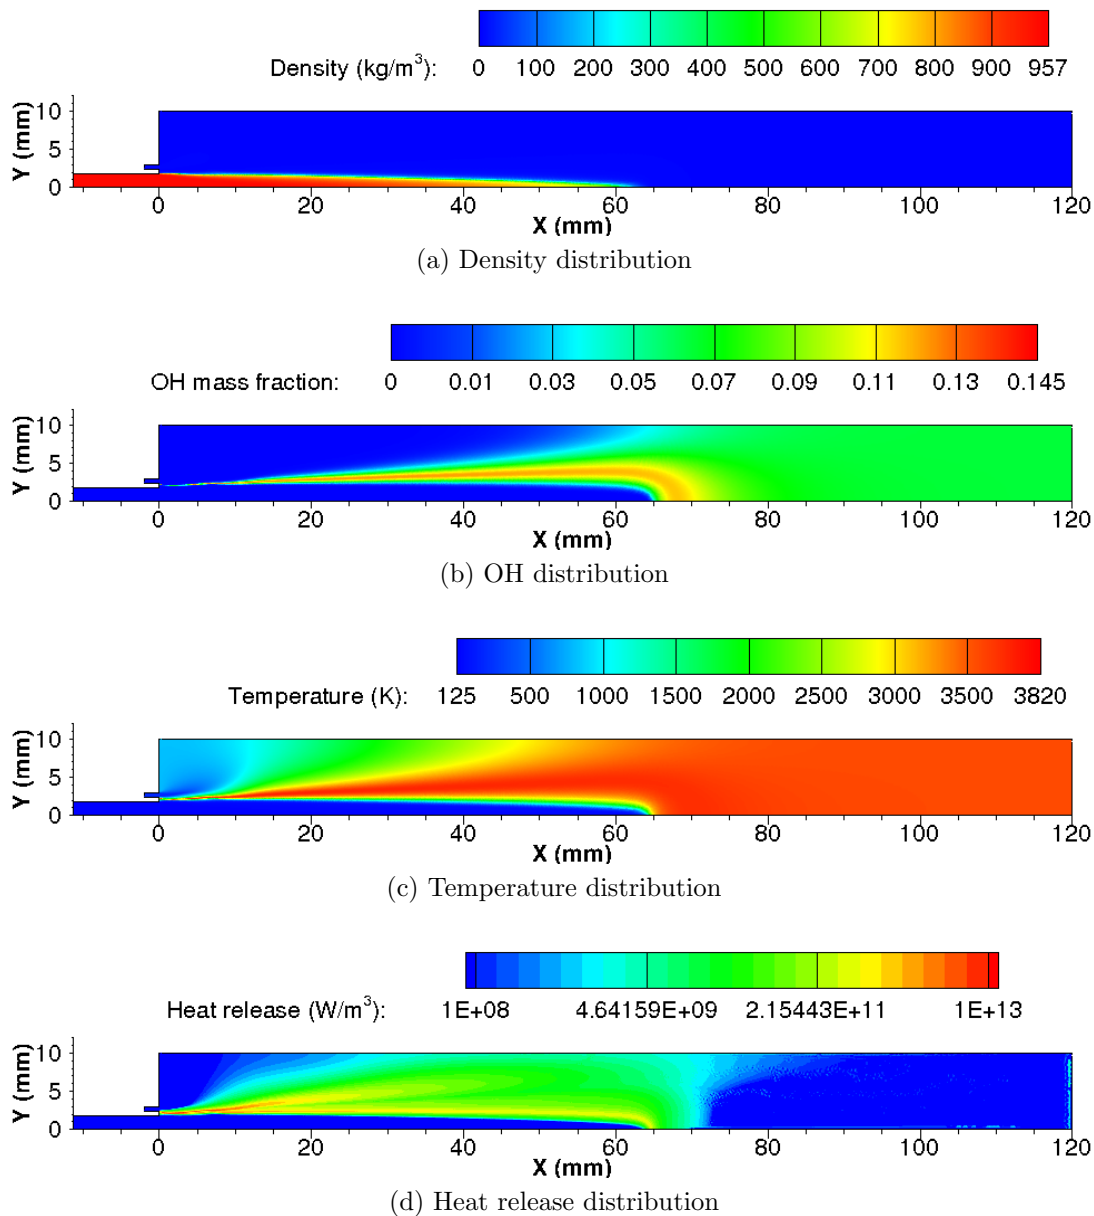 Density (kg/m³): 0 100 200 300 400 500 600 700 800 900 957
Y (mm)
10
5
0
0 20 40 60 80 100 120
X (mm)
(a) Density distribution
OH mass fraction: 0 0.01 0.03 0.05 0.07 0.09 0.11 0.13 0.145
Y (mm)
10
5
0
0 20 40 60 80 100 120
X (mm)
(b) OH distribution
Temperature (K): 125 500 1000 1500 2000 2500 3000 3500 3820
Y (mm)
10
5
0
0 20 40 60 80 100 120
X (mm)
(c) Temperature distribution
Heat release (W/m³): 1E+08 4.64159E+09 2.15443E+11 1E+13
Y (mm)
10
5
0
0 20 40 60 80 100 120
X (mm)
(d) Heat release distribution